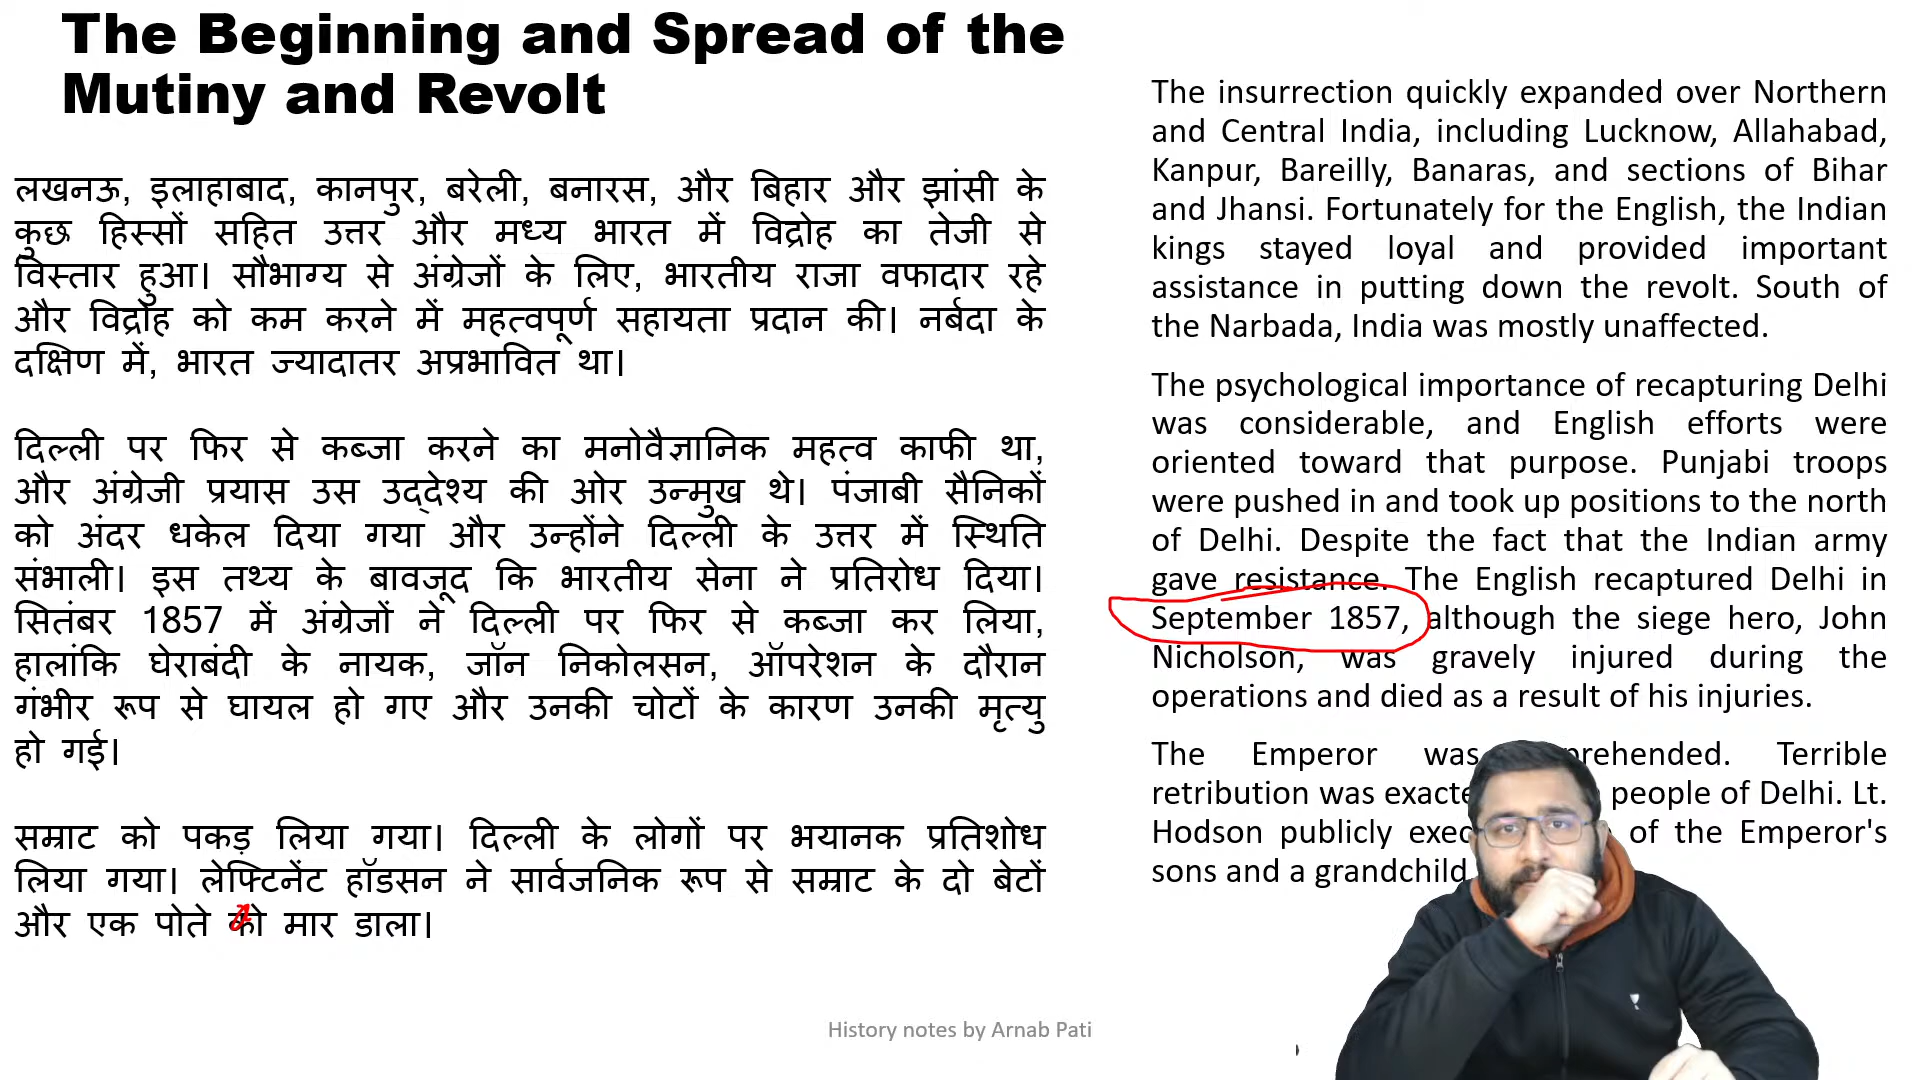 The Beginning and Spread of the
Mutiny and Revolt
लखनऊ, इलाहाबाद, कानपुर, बरेली, बनारस, और बिहार और झांसी के
कुछ हिस्सों सहित उत्तर और मध्य भारत में विद्रोह का तेजी से
विस्तार हुआ। सौभाग्य से अंग्रेजों के लिए, भारतीय राजा वफादार रहे
और विद्रोह को कम करने में महत्वपूर्ण सहायता प्रदान की। नर्बदा के
दक्षिण में, भारत ज्यादातर अप्रभावित था।
दिल्ली पर फिर से कब्जा करने का मनोवैज्ञानिक महत्व काफी था,
और अंग्रेजी प्रयास उस उद्देश्य की ओर उन्मुख थे। पंजाबी सैनिकों
को अंदर धकेल दिया गया और उन्होंने दिल्ली के उत्तर में स्थिति
संभाली। इस तथ्य के बावजूद कि भारतीय सेना ने प्रतिरोध दिया।
सितंबर 1857 में अंग्रेजों ने दिल्ली पर फिर से कब्जा कर लिया,
हालांकि घेराबंदी के नायक, जॉन निकोलसन, ऑपरेशन के दौरान
गंभीर रूप से घायल हो गए और उनकी चोटों के कारण उनकी मृत्यु
हो गई।
सम्राट को पकड़ लिया गया। दिल्ली के लोगों पर भयानक प्रतिशोध
लिया गया। लेफ्टिनेंट हॉडसन ने सार्वजनिक रूप से सम्राट के दो बेटों
और एक पोते को मार डाला।
The insurrection quickly expanded over Northern
and Central India, including Lucknow, Allahabad,
Kanpur, Bareilly, Banaras, and sections of Bihar
and Jhansi. Fortunately for the English, the Indian
kings stayed loyal and provided important
assistance in putting down the revolt. South of
the Narbada, India was mostly unaffected.
The psychological importance of recapturing Delhi
was considerable, and English efforts were
oriented toward that purpose. Punjabi troops
were pushed in and took up positions to the north
of Delhi. Despite the fact that the Indian army
gave resistance. The English recaptured Delhi in
September 1857, although the siege hero, John
Nicholson, was gravely injured during the
operations and died as a result of his injuries.
The Emperor was Terrible
retribution was people of Delhi. Lt.
Hodson publicly of the Emperor's
sons and a grandchild
History notes by Arnab Pati